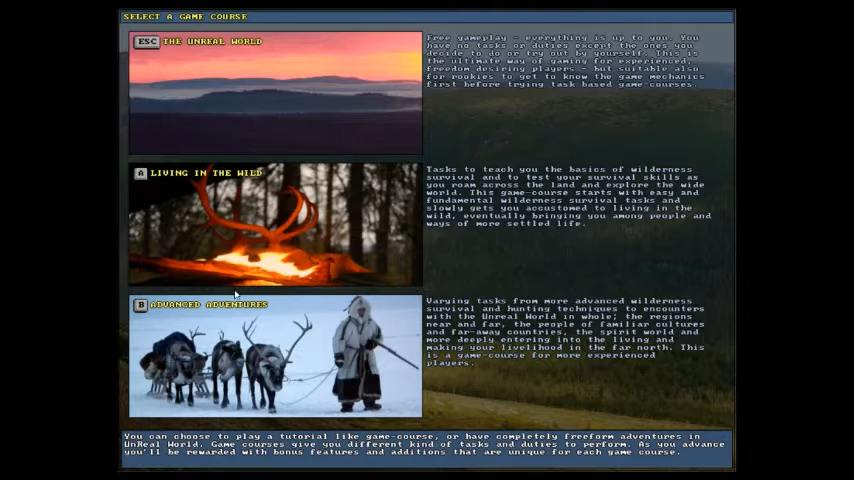 SELECT A GAME COURSE
ESC THE UNREAL WORLD
Free gameplay - everything is up to you. You
have no tasks or duties except the ones you
decide to do or try out by yourself. This is
the ultimate way of gaming for experienced,
freedom desiring players - but suitable also
for rookies to get to know the game mechanics
first before trying task based game-courses.
A LIVING IN THE WILD
Tasks to teach you the basics of wilderness
survival and to test your survival skills as
you roam across the land and explore the wide
world. This game-course starts with easy and
fundamental wilderness survival tasks and
slowly gets you accustomed to living in the
wild, eventually bringing you among people and
ways of more settled life.
B ADVANCED ADVENTURES
Varying tasks from more advanced wilderness
survival and hunting techniques to encounters
with the Unreal World in whole; the regions
near and far, the people of familiar cultures
and far-away countries, the spirit world and
more deeply entering into the living and
making your livelihood in the far north. This
is a game-course for more experienced
players.
You can choose to play a tutorial like game-course, or have completely freeform adventures in
UnReal World. Game courses give you different kind of tasks and duties to perform. As you advance
you'll be rewarded with bonus features and additions that are unique for each game course.